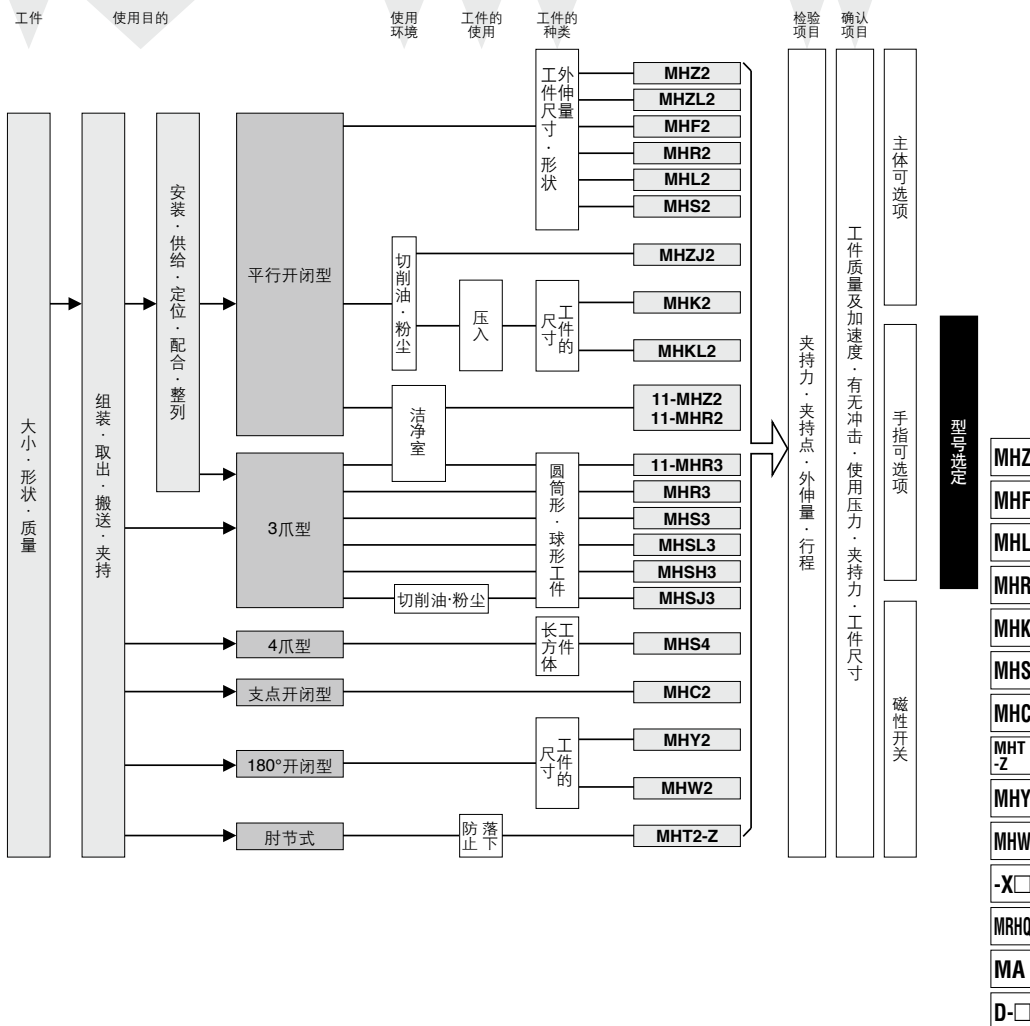 工件
使用目的
使用
环境
工件的
使用
工件的
种类
检验
项目
确认
项目
大小·形状·质量
组装·取出·搬送·夹持
安装·供给·定位·配合·整列
平行开闭型
3爪型
4爪型
支点开闭型
180°开闭型
肘节式
切削油·粉尘
压入
洁净室
切削油·粉尘
防止
落下
外伸量
工件尺寸·形状
工件的
尺寸
圆筒形·球形工件
工件
长方体
工件的
尺寸
MHZ2
MHZL2
MHF2
MHR2
MHL2
MHS2
MHZJ2
MHK2
MHKL2
11-MHZ2
11-MHR2
11-MHR3
MHR3
MHS3
MHSL3
MHSH3
MHSJ3
MHS4
MHC2
MHY2
MHW2
MHT2-Z
夹持力·夹持点·外伸量·行程
工件质量及加速度·有无冲击·使用压力·夹持力·工件尺寸
主体可选项
手指可选项
磁性开关
型号选定
MHZ
MHF
MHL
MHR
MHK
MHS
MHC
MHT
-Z
MHY
MHW
-X□
MRHQ
MA
D-□